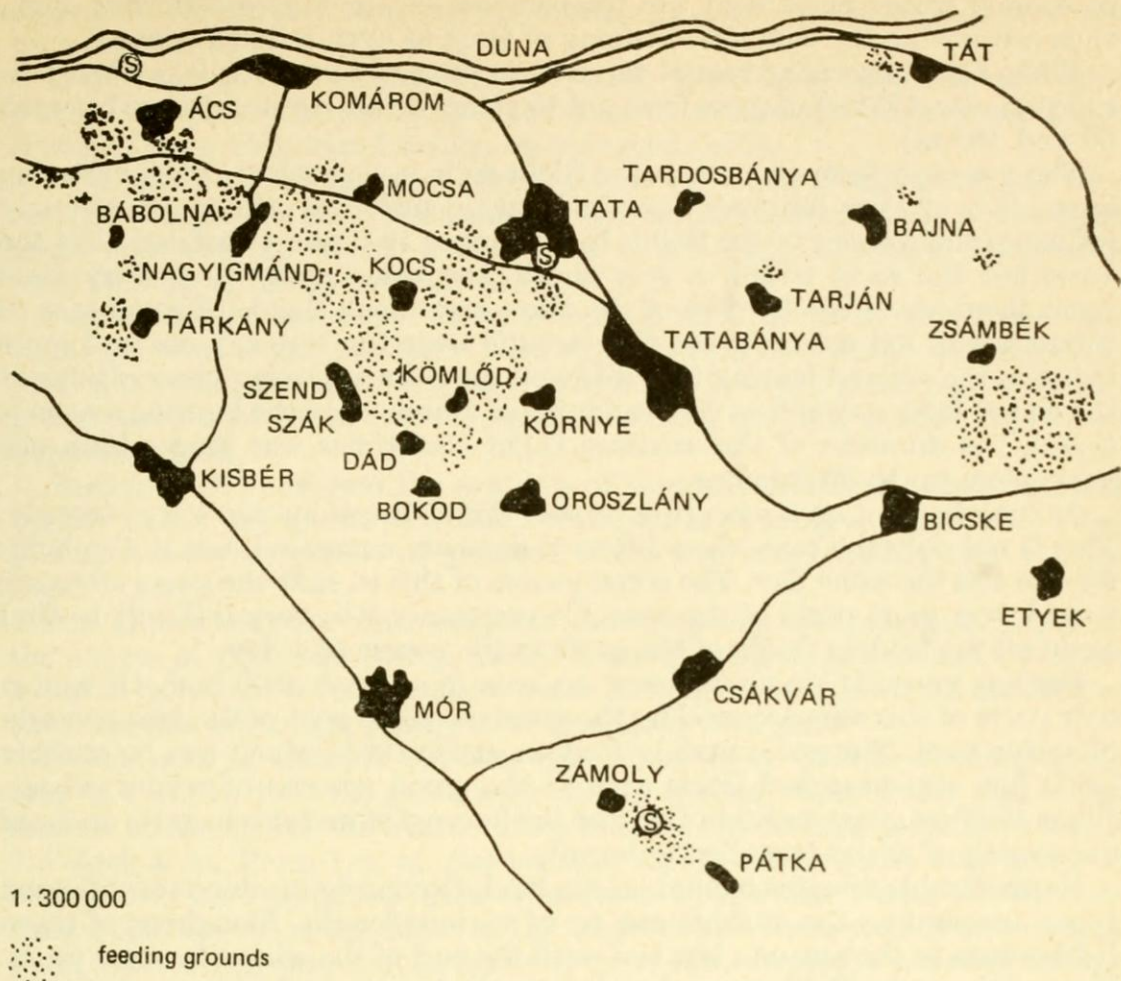 DUNA
TÁT
S
KOMÁROM
ÁCS
MOCSA
TARDOSBÁNYA
TATA
BÁBOLNA
BAJNA
S
NAGYIGMÁND
KOCS
TARJÁN
TÁRKÁNY
ZSÁMBÉK
TATABÁNYA
SZEND
KÖMLŐD
SZÁK
KÖRNYE
DÁD
KISBÉR
BOKOD
OROSZLÁNY
BICSKE
ETYEK
MÓR
CSÁKVÁR
ZÁMOLY
S
PÁTKA
1:300 000
feeding grounds